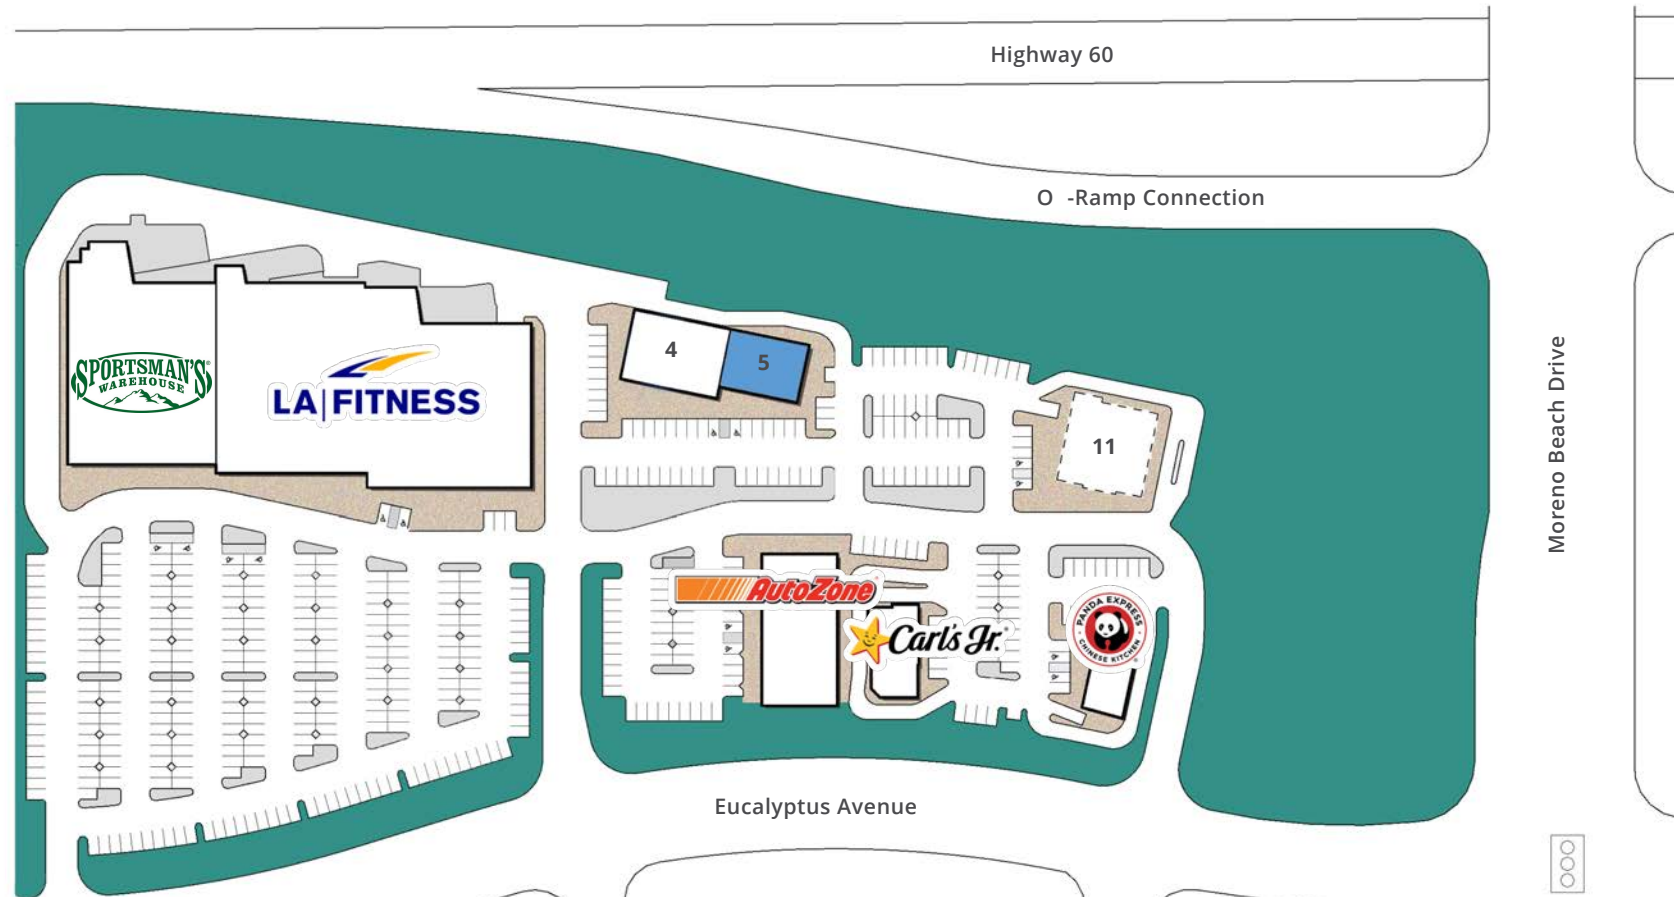 Highway 60
O -Ramp Connection
Moreno Beach Drive
SPORTSMAN'S®
WAREHOUSE
LA FITNESS
4
5
11
AutoZone
Carl's Jr.
PANDA EXPRESS
CHINESE KITCHEN
Eucalyptus Avenue